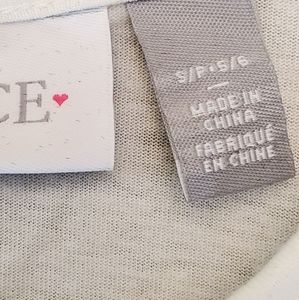 CE
S/P•5/6
MADE IN
CHINA
FABRIQUÉ
EN CHINE